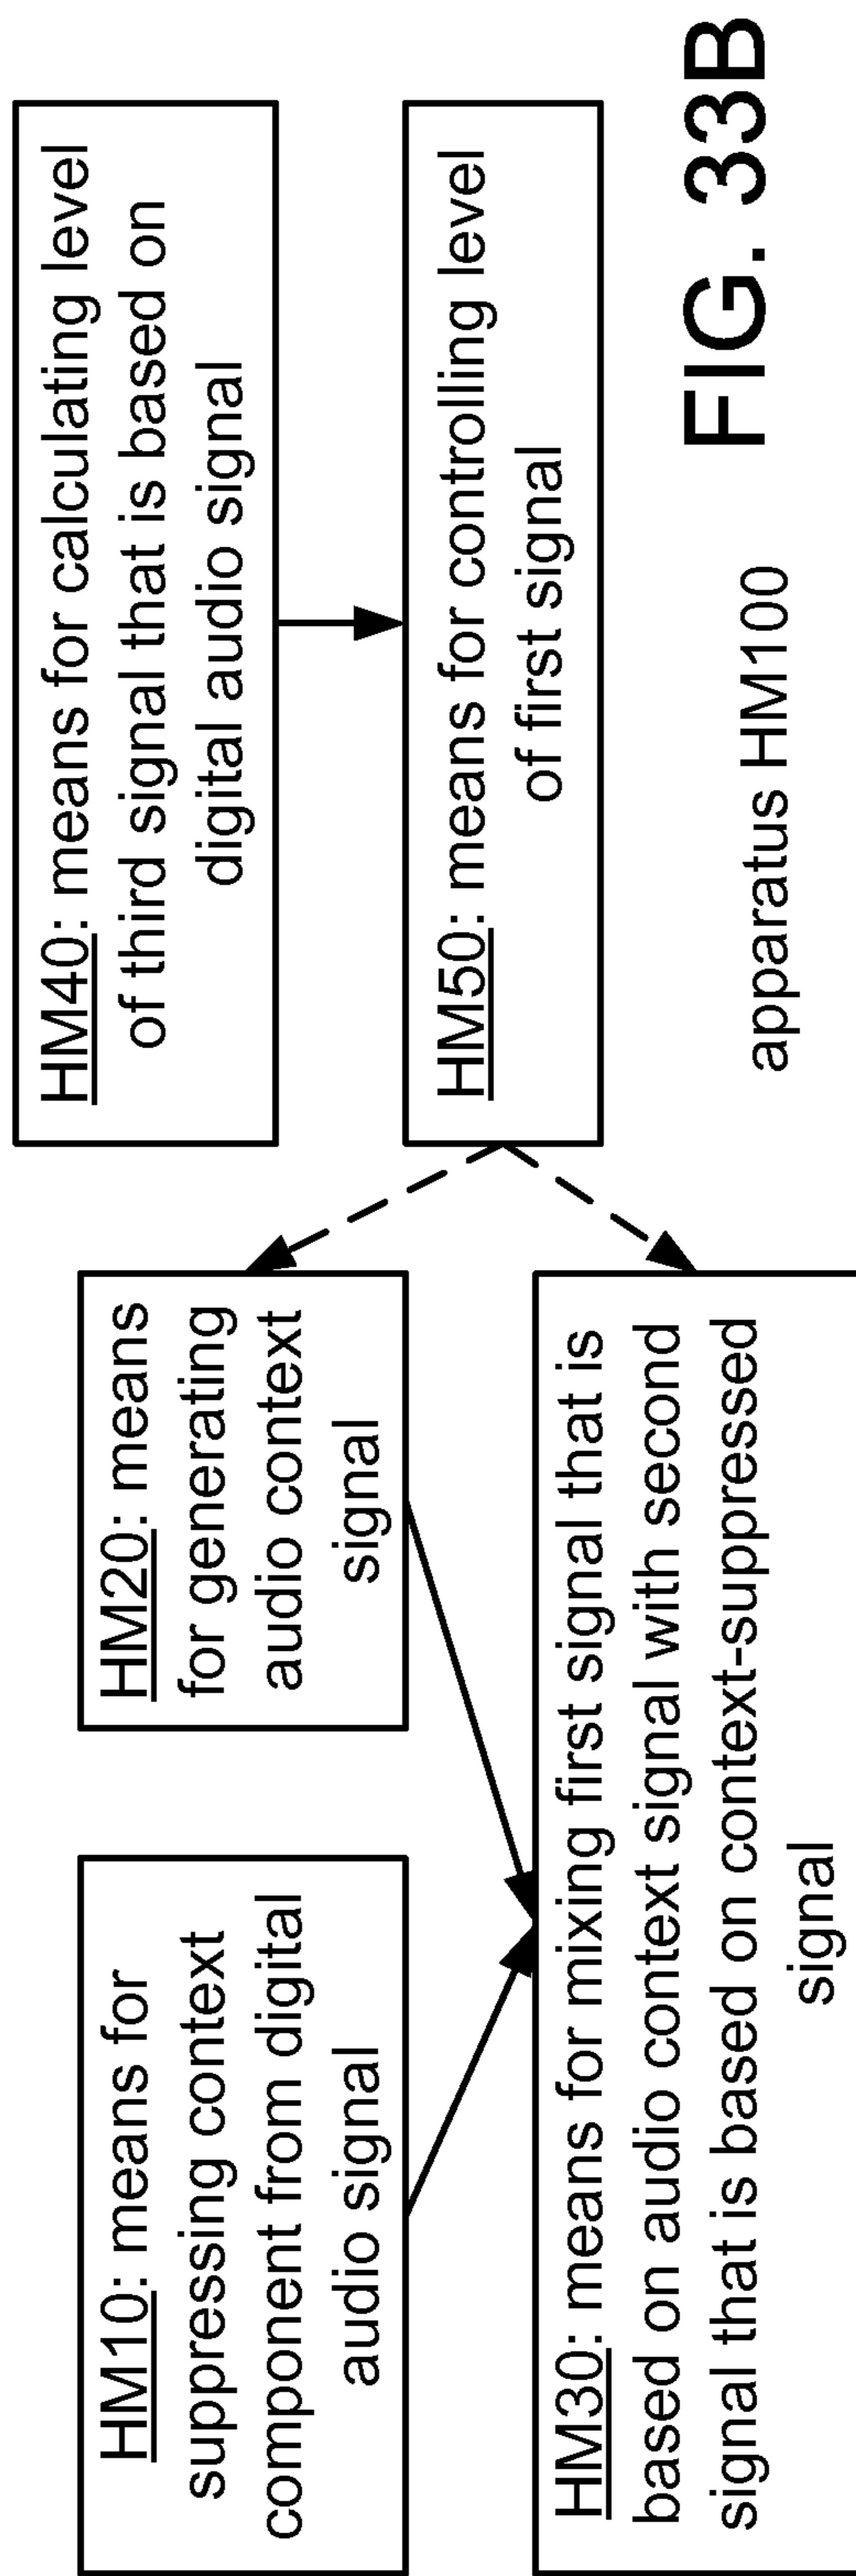 HM10: means for
suppressing context
component from digital
audio signal
HM20: means
for generating
audio context
signal
HM30: means for mixing first signal that is
based on audio context signal with second
signal that is based on context-suppressed
signal
HM40: means for calculating level
of third signal that is based on
digital audio signal
HM50: means for controlling level
of first signal
apparatus HM100
FIG. 33B